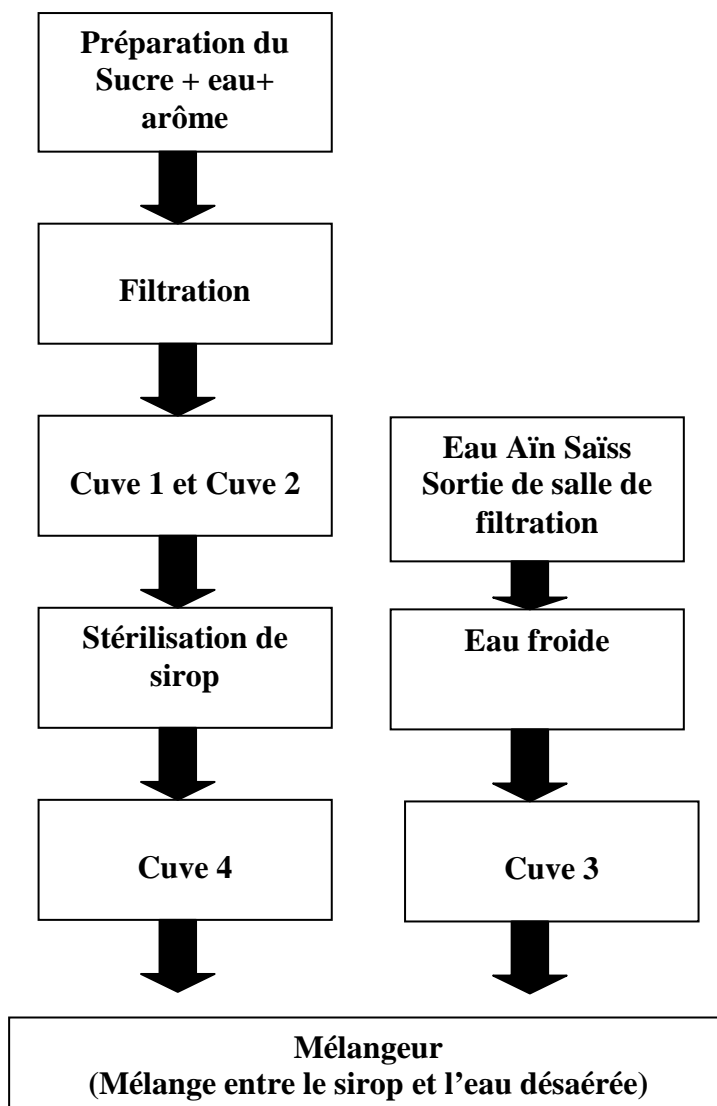 Préparation du
Sucre + eau+
arôme
Filtration
Cuve 1 et Cuve 2
Stérilisation de
sirop
Cuve 4
Eau Aïn Saïss
Sortie de salle de
filtration
Eau froide
Cuve 3
Mélangeur
(Mélange entre le sirop et l’eau désaérée)